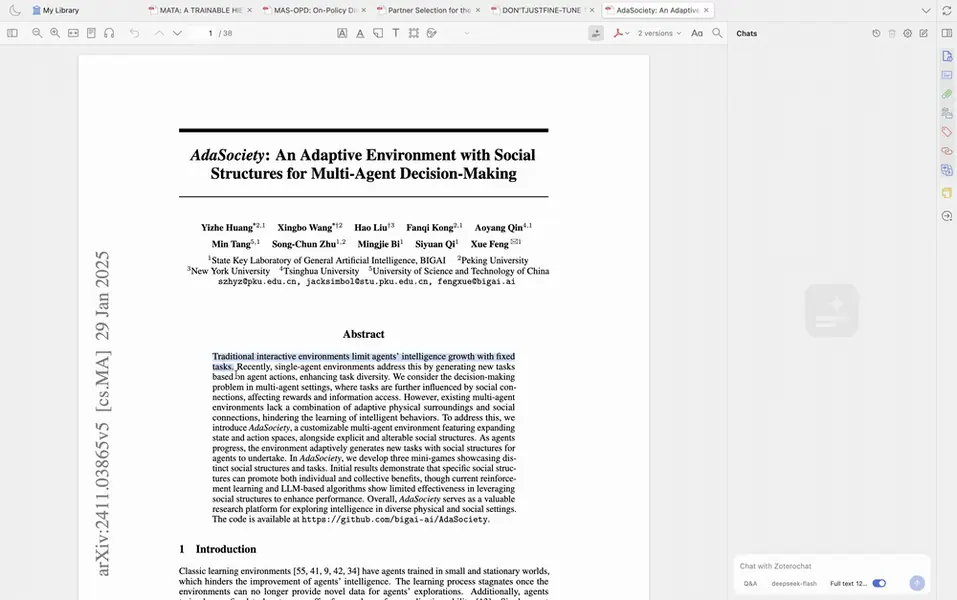 My Library
MATA: A TRAINABLE HIE
MAS-OPD: On-Policy Di
Partner Selection for the
DON'TJUSTFINE-TUNE
AdaSociety: An Adaptive
1 / 38
2 versions
Aa
Chats
AdaSociety: An Adaptive Environment with Social
Structures for Multi-Agent Decision-Making
Yizhe Huang*2,1 Xingbo Wang*†2 Hao Liu†3 Fanqi Kong2,1 Aoyang Qin4,1
Min Tang5,1 Song-Chun Zhu1,2 Mingjie Bi1 Siyuan Qi1 Xue Feng✉1
1State Key Laboratory of General Artificial Intelligence, BIGAI 2Peking University
3New York University 4Tsinghua University 5University of Science and Technology of China
szhyz@pku.edu.cn, jacksimbol@stu.pku.edu.cn, fengxue@bigai.ai
arXiv:2411.03865v5 [cs.MA] 29 Jan 2025
Abstract
Traditional interactive environments limit agents' intelligence growth with fixed
tasks. Recently, single-agent environments address this by generating new tasks
based on agent actions, enhancing task diversity. We consider the decision-making
problem in multi-agent settings, where tasks are further influenced by social con-
nections, affecting rewards and information access. However, existing multi-agent
environments lack a combination of adaptive physical surroundings and social
connections, hindering the learning of intelligent behaviors. To address this, we
introduce AdaSociety, a customizable multi-agent environment featuring expanding
state and action spaces, alongside explicit and alterable social structures. As agents
progress, the environment adaptively generates new tasks with social structures for
agents to undertake. In AdaSociety, we develop three mini-games showcasing dis-
tinct social structures and tasks. Initial results demonstrate that specific social struc-
tures can promote both individual and collective benefits, though current reinforce-
ment learning and LLM-based algorithms show limited effectiveness in leveraging
social structures to enhance performance. Overall, AdaSociety serves as a valuable
research platform for exploring intelligence in diverse physical and social settings.
The code is available at https://github.com/bigai-ai/AdaSociety.
1 Introduction
Classic learning environments [55, 41, 9, 42, 34] have agents trained in small and stationary worlds,
which hinders the improvement of agents' intelligence. The learning process stagnates once the
environments can no longer provide novel data for agents' explorations. Additionally, agents
Chat with Zoterochat
Q&A
deepseek-flash
Full text 12...